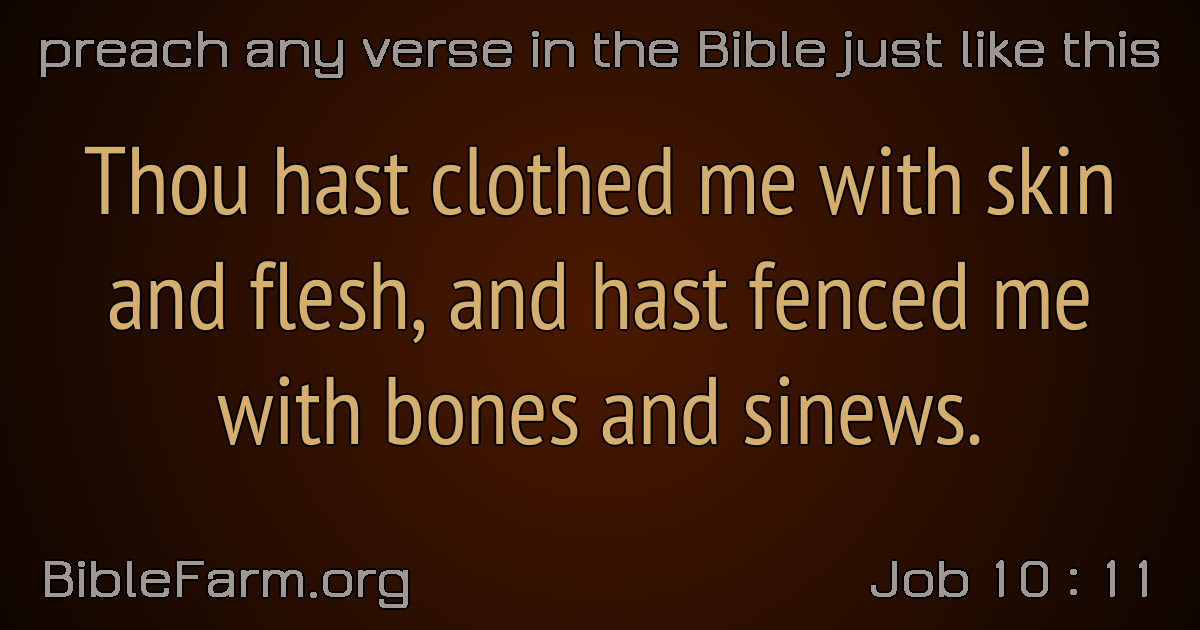 preach any verse in the Bible just like this
Thou hast clothed me with skin
and flesh, and hast fenced me
with bones and sinews.
BibleFarm.org
Job 10 : 11